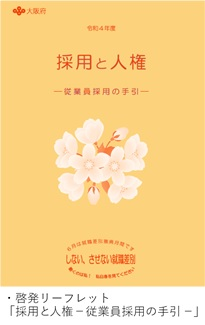 大阪府
令和4年度
採用と人権
―従業員採用の手引―
6月は就職差別撤廃月間です
しない、させない就職差別
・啓発リーフレット
「採用と人権－従業員採用の手引－」